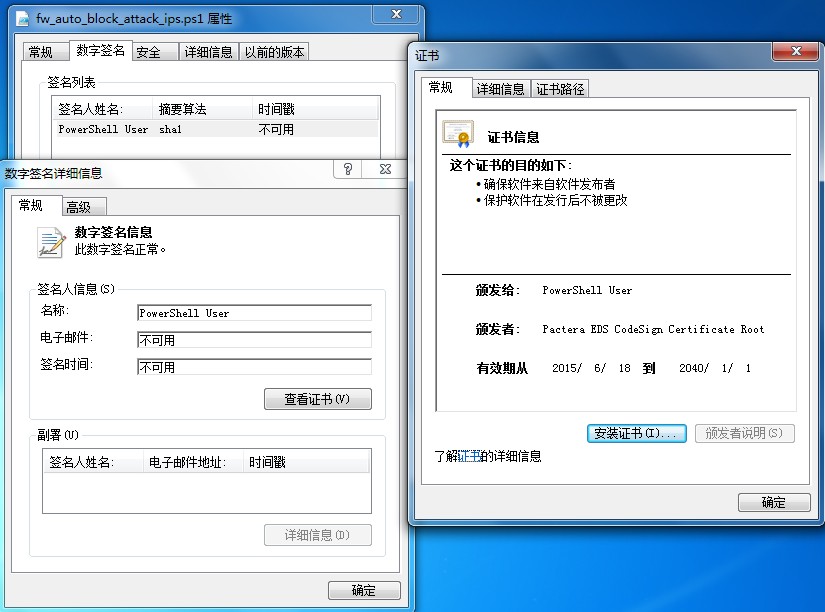 fw_auto_block_attack_ips.ps1 属性
常规 数字签名 安全 详细信息 以前的版本
签名列表
签名人姓名: 摘要算法 时间戳
PowerShell User sha1 不可用
数字签名详细信息
常规 高级
数字签名信息
此数字签名正常。
签名人信息(S)
名称: PowerShell User
电子邮件: 不可用
签名时间: 不可用
查看证书(V)
副署(U)
签名人姓名: 电子邮件地址: 时间戳
详细信息(D)
确定
证书
常规 详细信息 证书路径
证书信息
这个证书的目的如下:
•确保软件来自软件发布者
•保护软件在发行后不被更改
颁发给: PowerShell User
颁发者: Pactera EDS CodeSign Certificate Root
有效期从 2015/ 6/ 18 到 2040/ 1/ 1
安装证书(I)... 颁发者说明(S)
了解证书的详细信息
确定